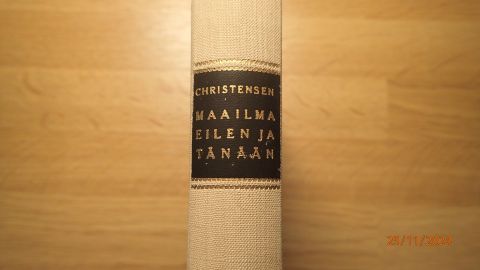 CHRISTENSEN
MAAILMA
EILEN JA
TÄNÄÄN
25/11/2024